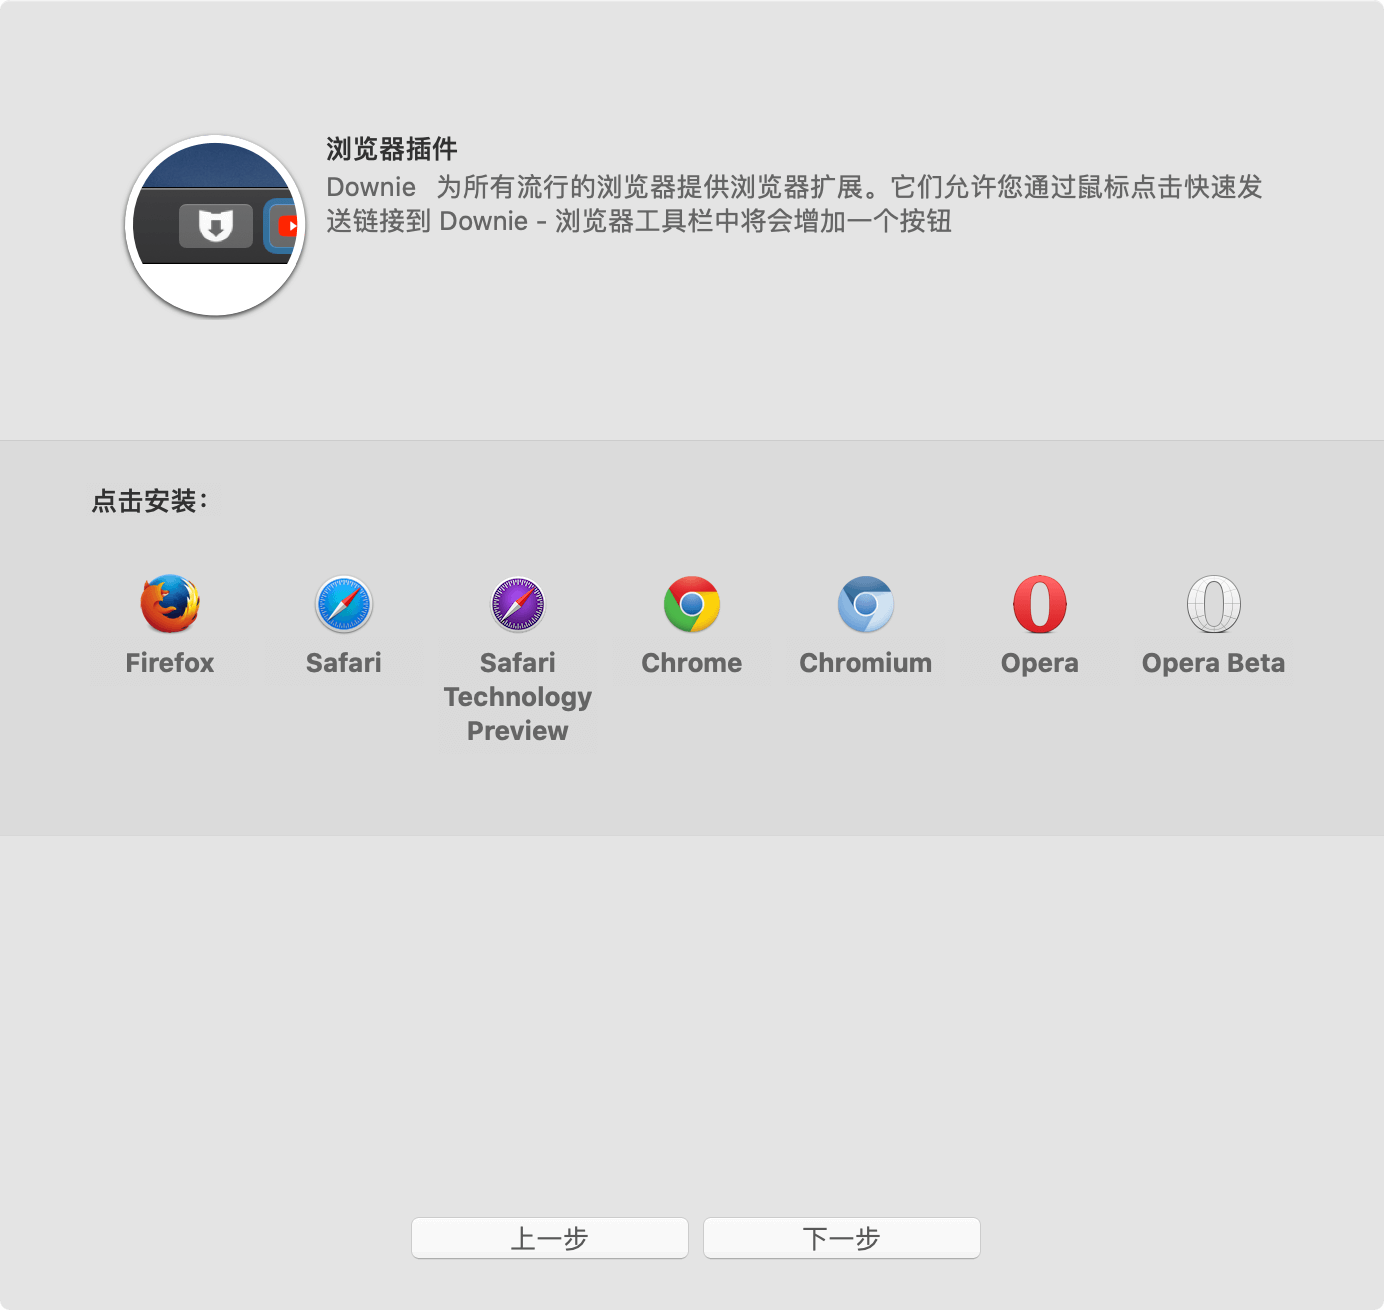 浏览器插件
Downie 为所有流行的浏览器提供浏览器扩展。它们允许您通过鼠标点击快速发
送链接到 Downie - 浏览器工具栏中将会增加一个按钮
点击安装：
Firefox
Safari
Safari
Technology
Preview
Chrome
Chromium
Opera
Opera Beta
上一步
下一步